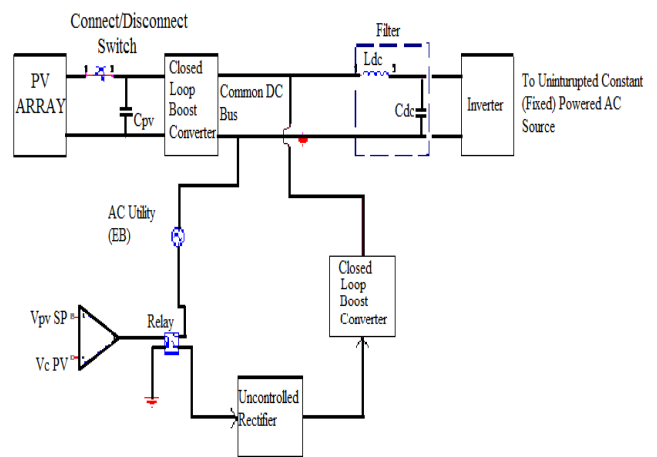 Connect/Disconnect
Switch
PV
ARRAY
Cpv
Closed
Loop
Boost
Converter
Common DC
Bus
Filter
Ldc
Cdc
Inverter
To Uninturupted Constant
(Fixed) Powered AC
Source
AC Utility
(EB)
Closed
Loop
Boost
Converter
Vpv SP
Vc PV
Relay
Uncontrolled
Rectifier